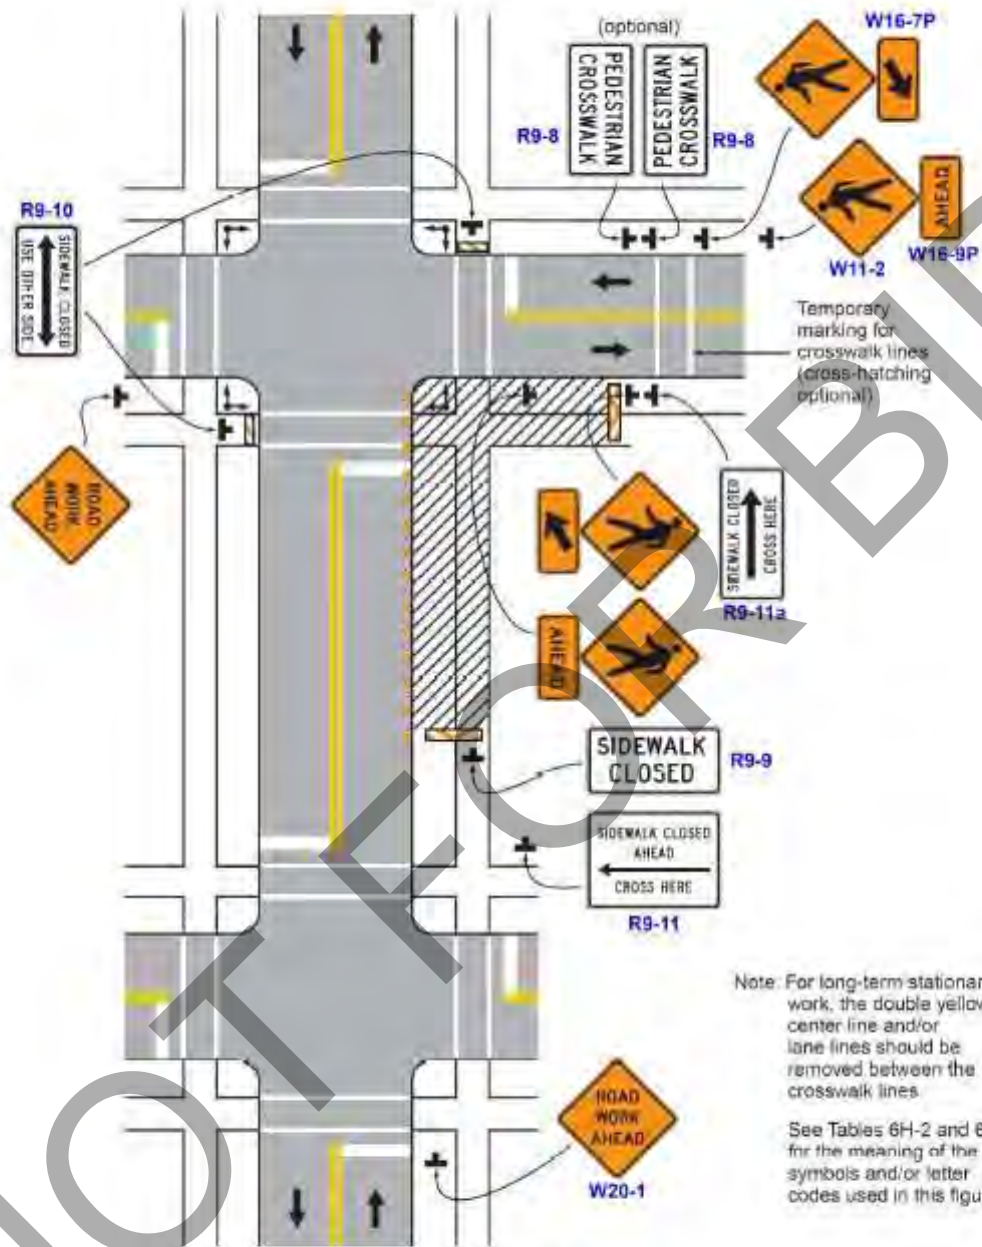 (optional)
W16-7P
PEDESTRIAN
CROSSWALK
PEDESTRIAN
CROSSWALK
R9-8
R9-8
AHEAD
W16-9P
W11-2
R9-10
SIDEWALK CLOSED
USE OTHER SIDE
Temporary
marking for
crosswalk lines
(cross-hatching
optional)
ROAD
WORK
AHEAD
SIDEWALK CLOSED
CROSS HERE
R9-11a
AHEAD
SIDEWALK
CLOSED
R9-9
SIDEWALK CLOSED
AHEAD
CROSS HERE
R9-11
Note: For long-term stationar
work, the double yellow
center line and/or
lane lines should be
removed between the
crosswalk lines
See Tables 6H-2 and 6
for the meaning of the
symbols and/or letter
codes used in this figu
ROAD
WORK
AHEAD
W20-1
NOT FOR BI